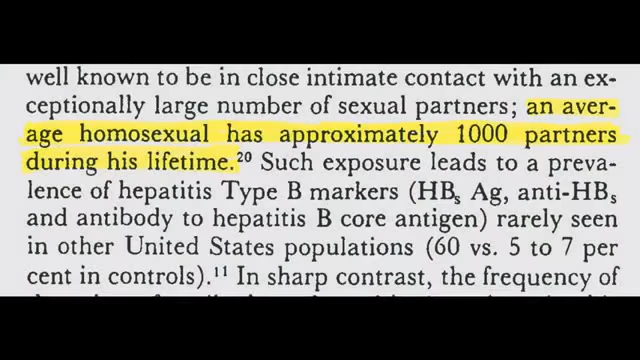 well known to be in close intimate contact with an ex-
ceptionally large number of sexual partners; an aver-
age homosexual has approximately 1000 partners
during his lifetime.²⁰ Such exposure leads to a preva-
lence of hepatitis Type B markers (HBₛ Ag, anti-HBₛ
and antibody to hepatitis B core antigen) rarely seen
in other United States populations (60 vs. 5 to 7 per
cent in controls).¹¹ In sharp contrast, the frequency of